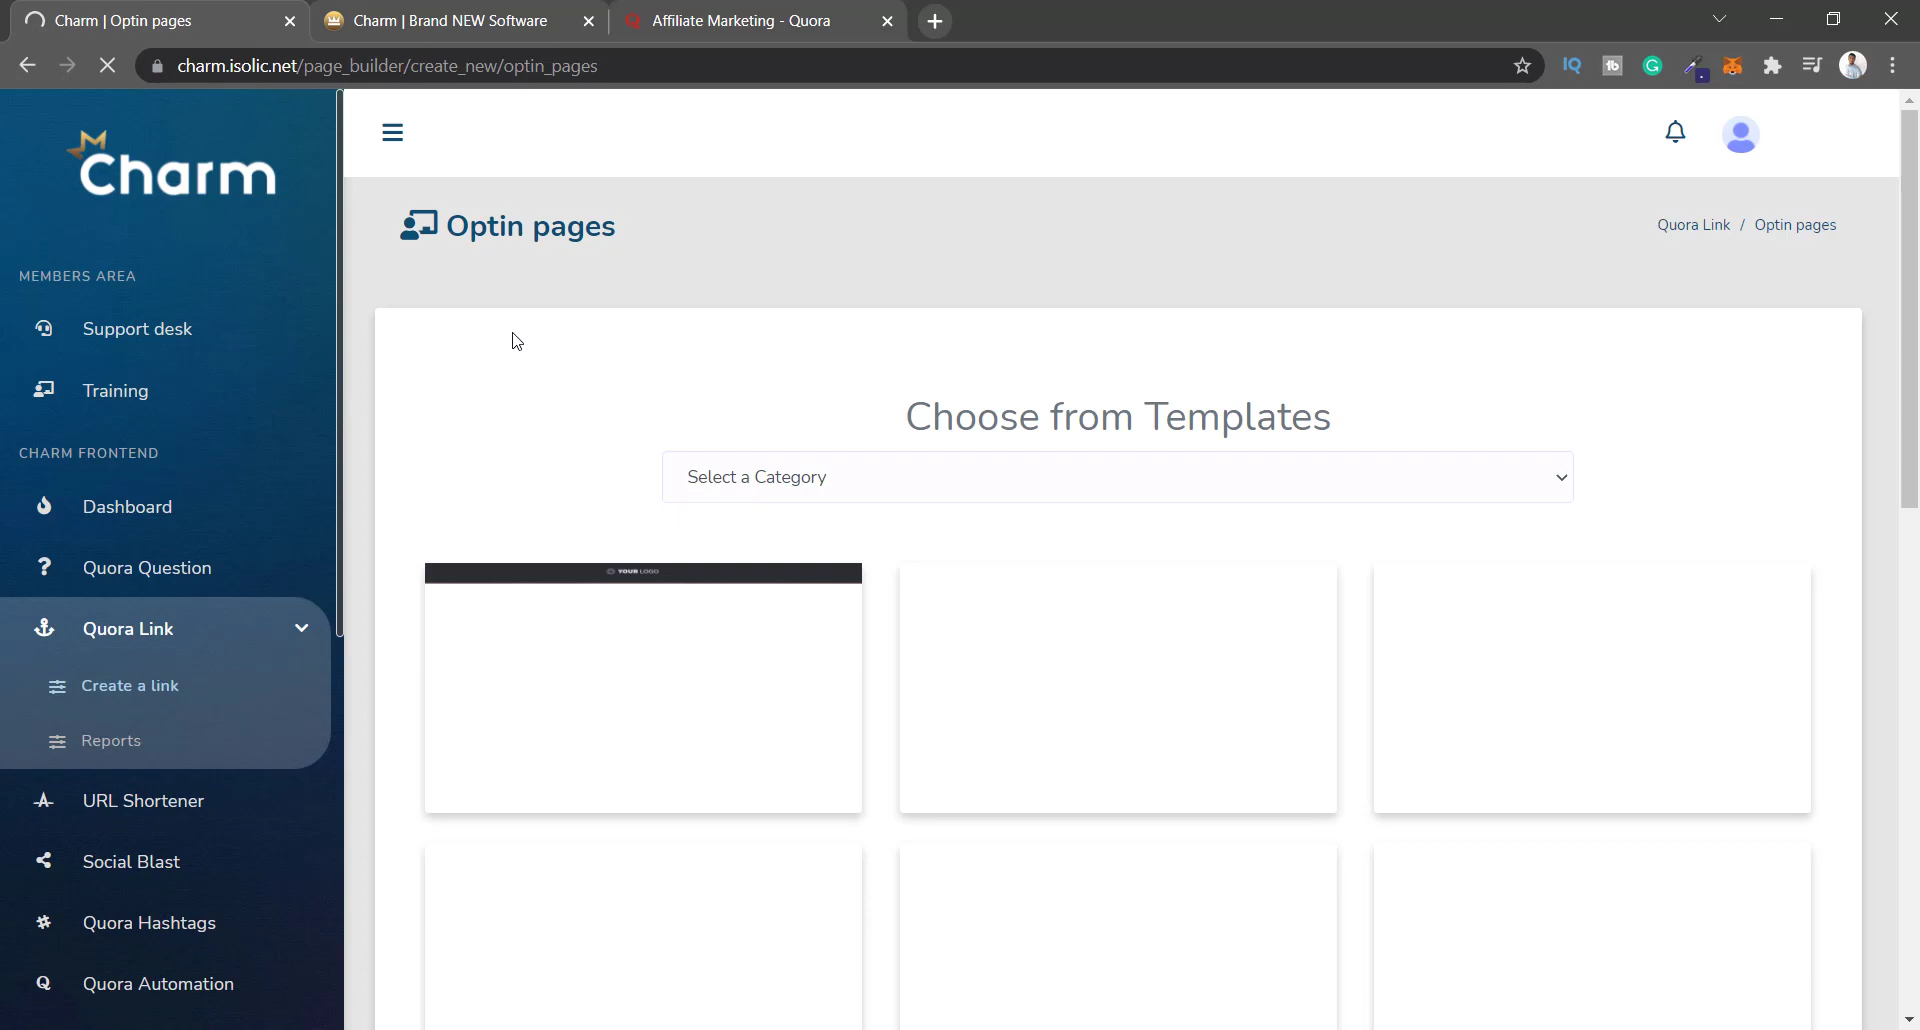 Charm | Optin pages
Charm | Brand NEW Software
Affiliate Marketing - Quora
charm.isolic.net/page_builder/create_new/optin_pages
Charm
Optin pages
Quora Link / Optin pages
MEMBERS AREA
Support desk
Training
CHARM FRONTEND
Dashboard
Quora Question
Quora Link
Create a link
Reports
URL Shortener
Social Blast
Quora Hashtags
Quora Automation
Choose from Templates
Select a Category
YOUR LOGO